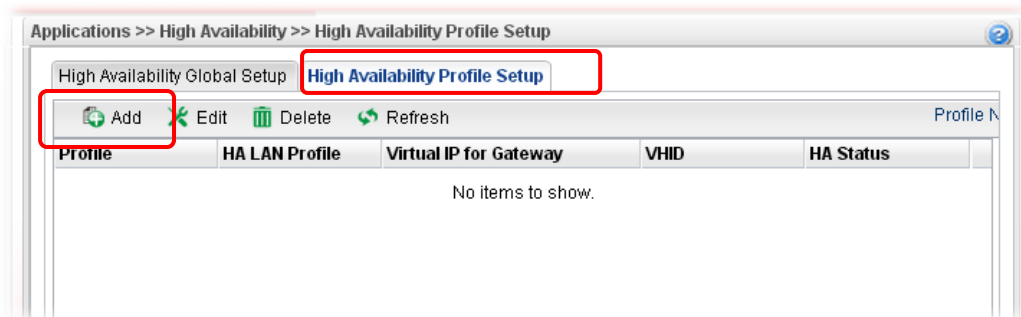 Applications >> High Availability >> High Availability Profile Setup
High Availability Global Setup High Availability Profile Setup
Add Edit Delete Refresh Profile N
Profile HA LAN Profile Virtual IP for Gateway VHID HA Status
No items to show.